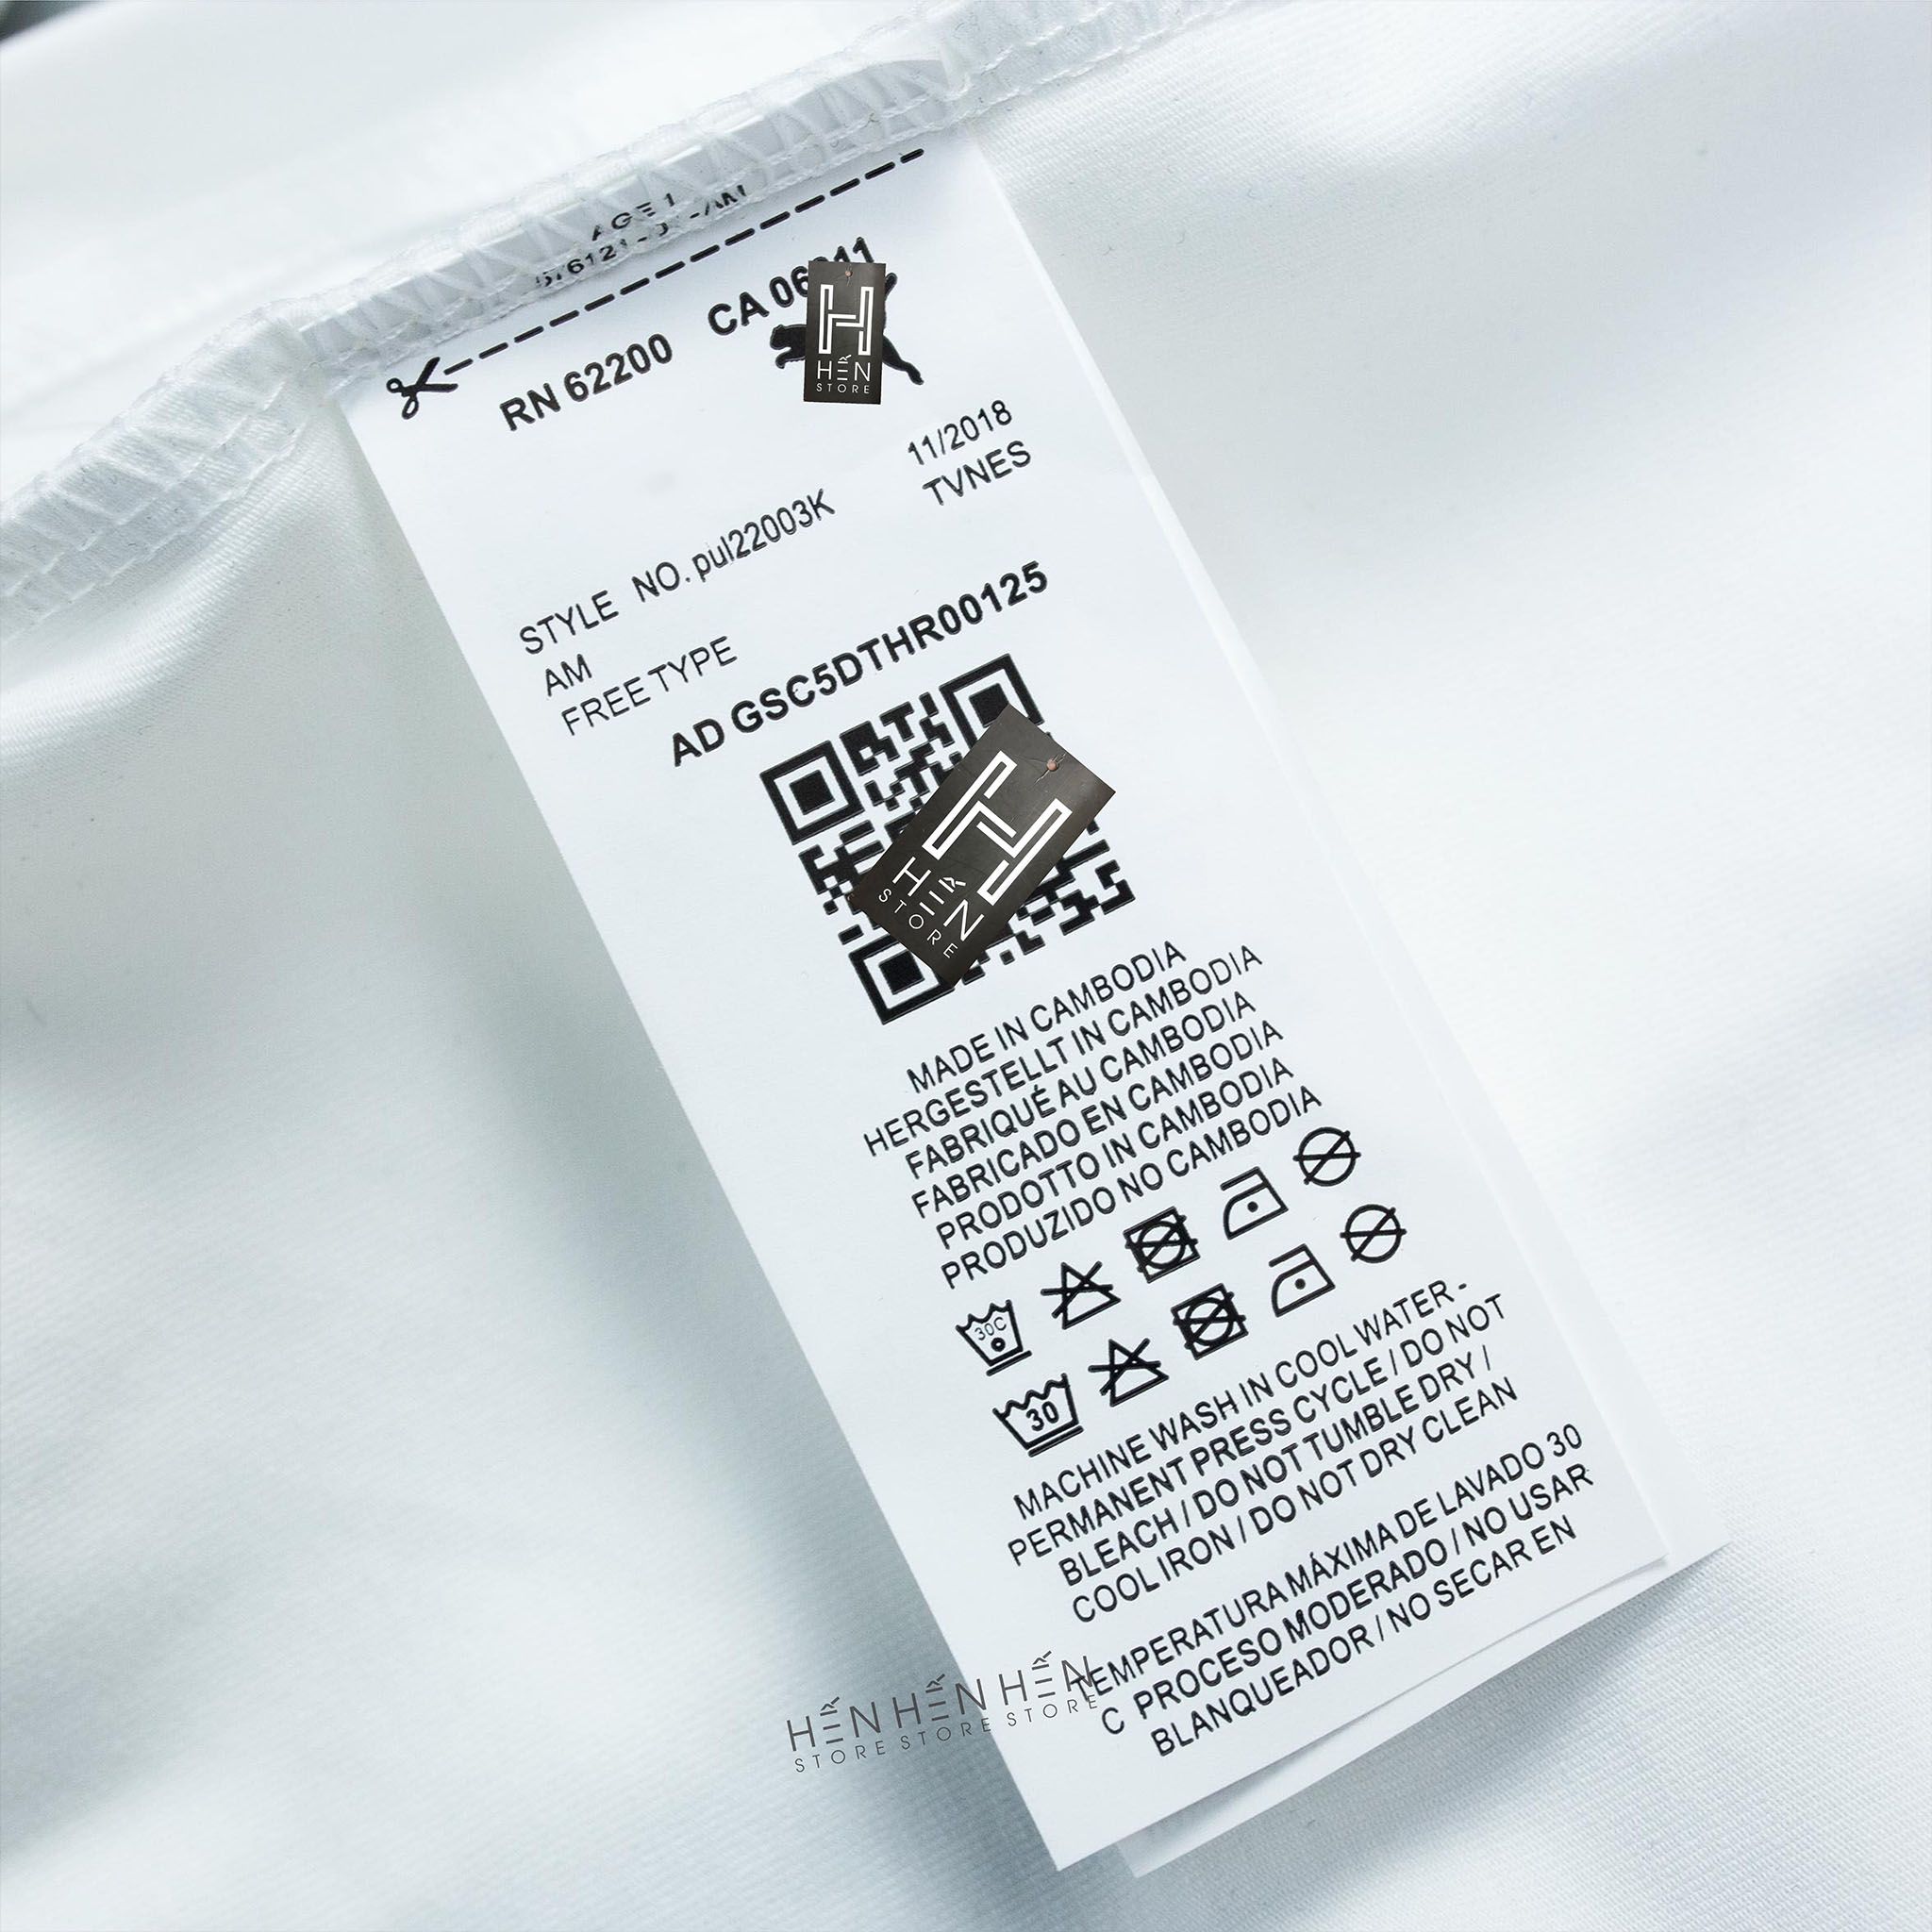 RN 62200
CA 06
11/2018
TVNES
STYLE NO. pul22003K
AM
FREE TYPE
AD GSC5DTHR00125
H
HẾN
STORE
H
HẾN
STORE
MADE IN CAMBODIA
HERGESTELLT IN CAMBODIA
FABRIQUÉ AU CAMBODIA
FABRICADO EN CAMBODIA
PRODOTTO IN CAMBODIA
PRODUZIDO NO CAMBODIA
30C
30
MACHINE WASH IN COOL WATER-
PERMANENT PRESS CYCLE / DO NOT
BLEACH / DO NOT TUMBLE DRY /
COOL IRON / DO NOT DRY CLEAN
TEMPERATURA MÁXIMA DE LAVADO 30
C PROCESO MODERADO / NO USAR
BLANQUEADOR / NO SECAR EN
HẾN HẾN HẾN
STORE STORE STORE